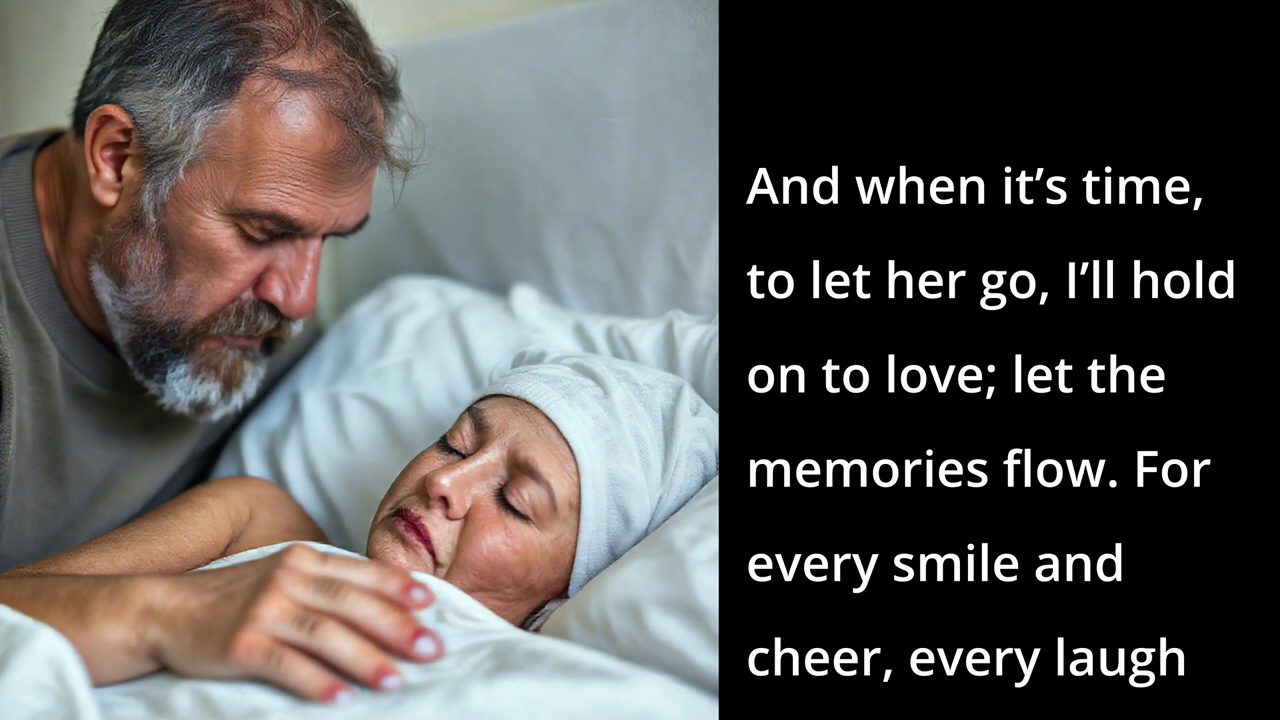 And when it’s time,
to let her go, I’ll hold
on to love; let the
memories flow. For
every smile and
cheer, every laugh